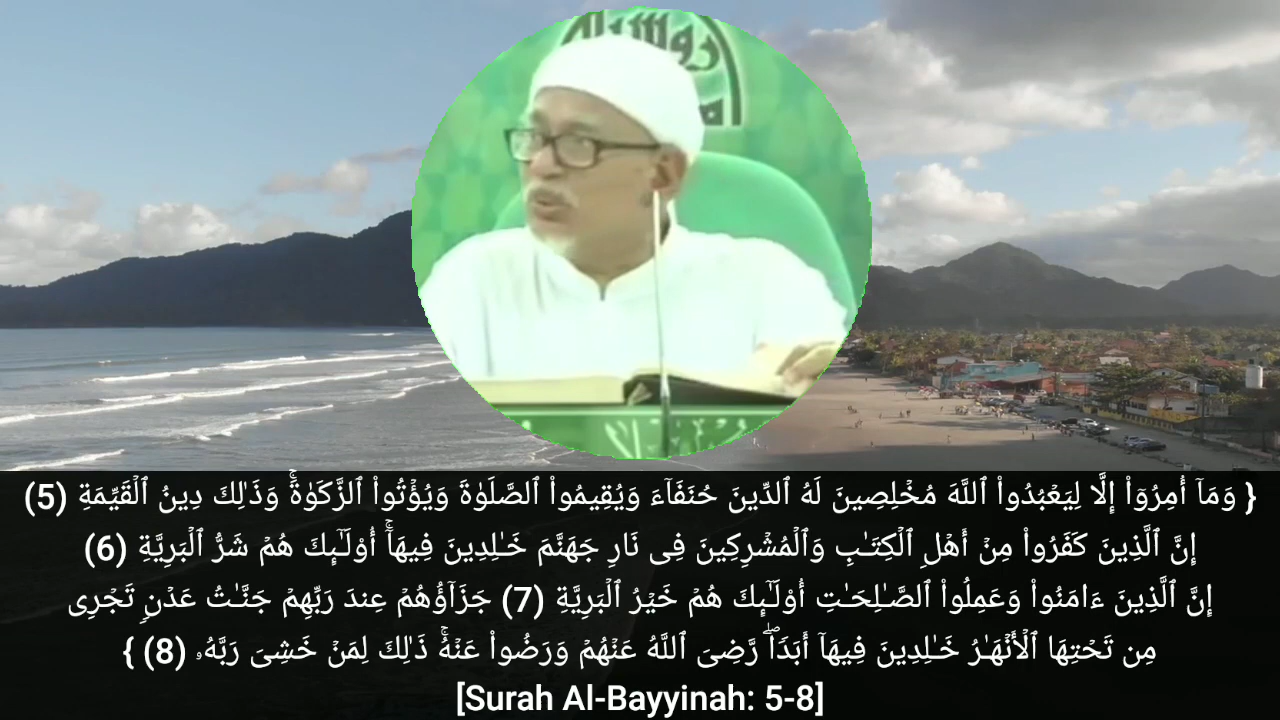 { وَمَآ أُمِرُوٓاْ إِلَّا لِيَعۡبُدُواْ ٱللَّهَ مُخۡلِصِينَ لَهُ ٱلدِّينَ حُنَفَآءَ وَيُقِيمُواْ ٱلصَّلَوٰةَ وَيُؤۡتُواْ ٱلزَّكَوٰةَۚ وَذَٰلِكَ دِينُ ٱلۡقَيِّمَةِ (5)
إِنَّ ٱلَّذِينَ كَفَرُواْ مِنۡ أَهۡلِ ٱلۡكِتَـٰبِ وَٱلۡمُشۡرِكِينَ فِى نَارِ جَهَنَّمَ خَـٰلِدِينَ فِيهَآۚ أُوْلَـٰٓٮِٕكَ هُمۡ شَرُّ ٱلۡبَرِيَّةِ (6)
إِنَّ ٱلَّذِينَ ءَامَنُواْ وَعَمِلُواْ ٱلصَّـٰلِحَـٰتِ أُوْلَـٰٓٮِٕكَ هُمۡ خَيۡرُ ٱلۡبَرِيَّةِ (7) جَزَآؤُهُمۡ عِندَ رَبِّہِمۡ جَنَّـٰتُ عَدۡنٍ۬ تَجۡرِى
مِن تَحۡتِہَا ٱلۡأَنۡہَـٰرُ خَـٰلِدِينَ فِيہَآ أَبَدً۬اۖ رَّضِىَ ٱللَّهُ عَنۡہُمۡ وَرَضُواْ عَنۡهُۚ ذَٲلِكَ لِمَنۡ خَشِىَ رَبَّهُ ۥ (8) }
[Surah Al-Bayyinah: 5-8]